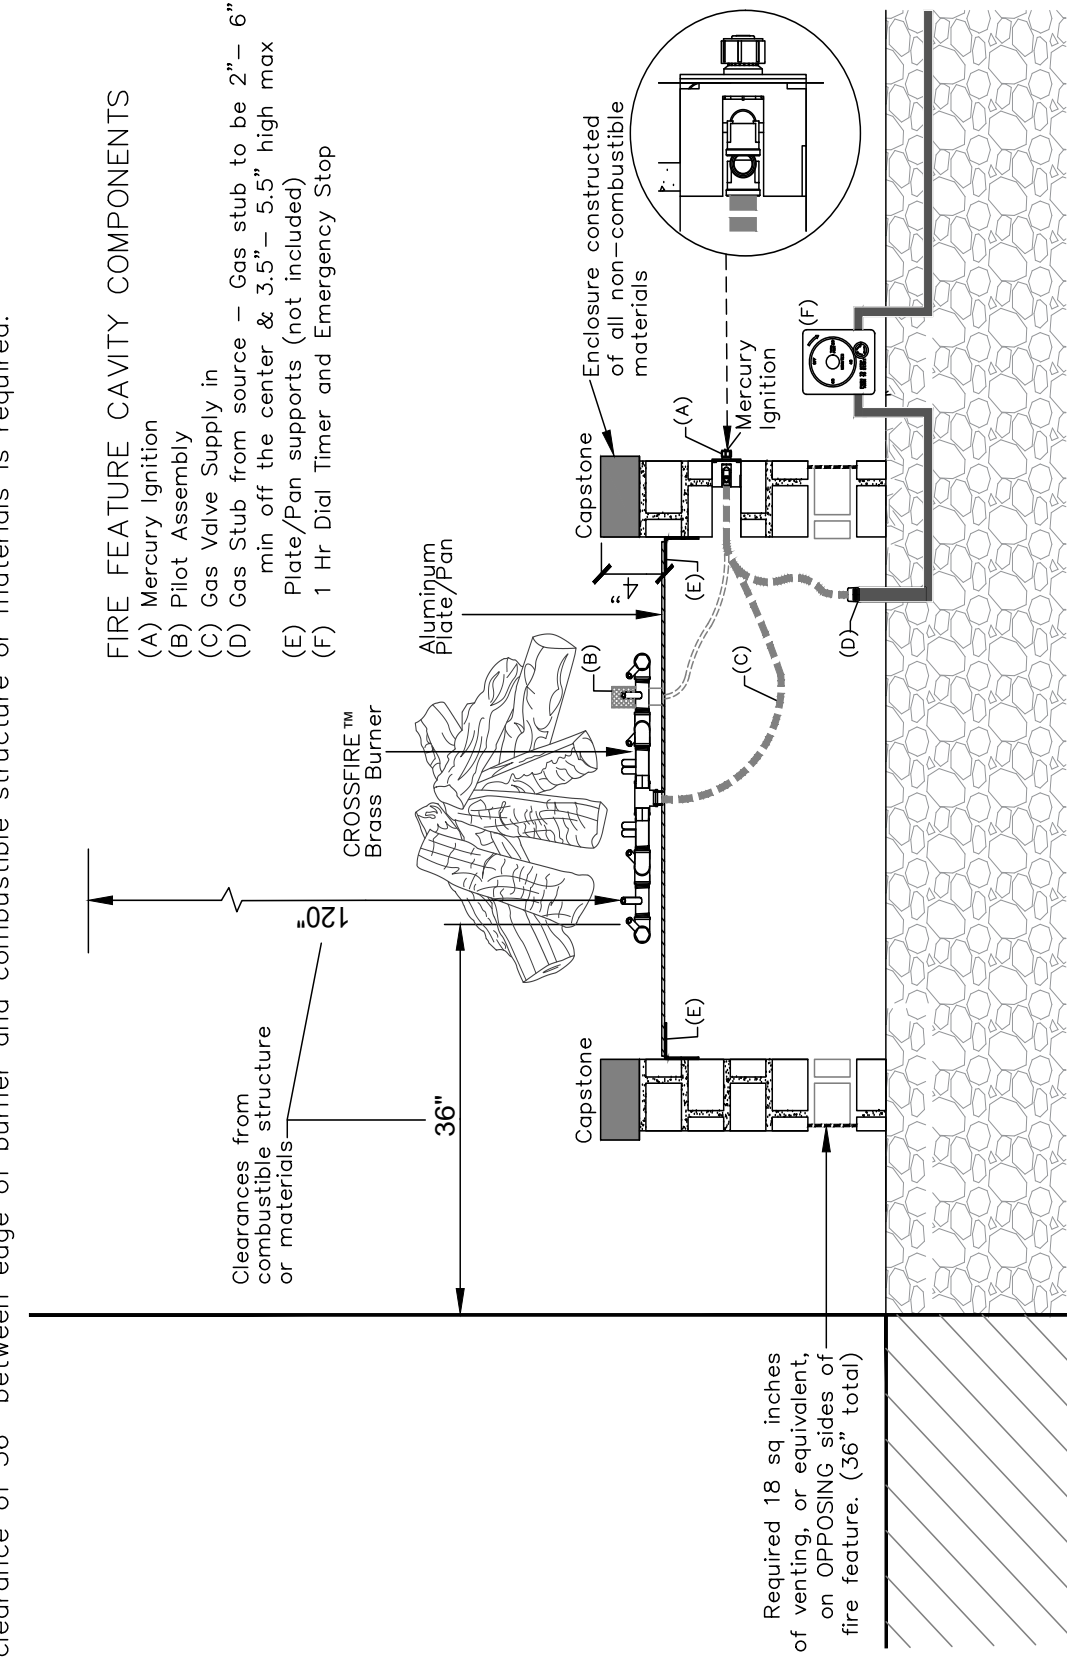 clearance of 36" between edge of burner and combustible structure or materials is required.
FIRE FEATURE CAVITY COMPONENTS
(A) Mercury Ignition
(B) Pilot Assembly
(C) Gas Valve Supply in
(D) Gas Stub from source – Gas stub to be 2"– 6"
min off the center & 3.5"– 5.5" high max
(E) Plate/Pan supports (not included)
(F) 1 Hr Dial Timer and Emergency Stop
Clearances from
combustible structure
or materials
120"
36"
CROSSFIRE™
Brass Burner
Aluminum
Plate/Pan
Capstone
Capstone
4"
Enclosure constructed
of all non–combustible
materials
(A)
Mercury
Ignition
(B)
(C)
(D)
(E)
(E)
(F)
Required 18 sq inches
of venting, or equivalent,
on OPPOSING sides of
fire feature. (36" total)